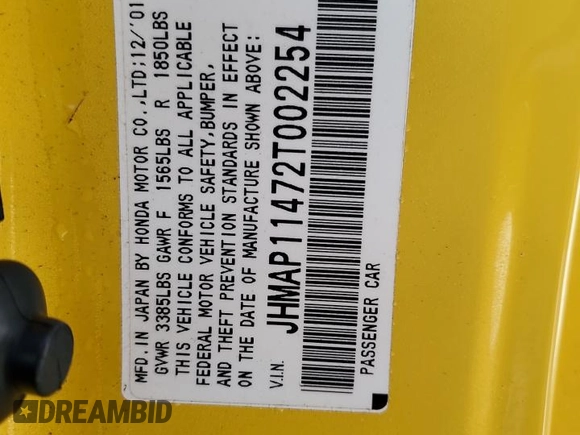 MFD. IN JAPAN BY HONDA MOTOR CO.,LTD:12/'01
GVWR 3385LBS GAWR F 1565LBS R 1850LBS
THIS VEHICLE CONFORMS TO ALL APPLICABLE
FEDERAL MOTOR VEHICLE SAFETY,BUMPER,
AND THEFT PREVENTION STANDARDS IN EFFECT
ON THE DATE OF MANUFACTURE SHOWN ABOVE:
V.I.N. JHMAP11472T002254
PASSENGER CAR
DREAMBID